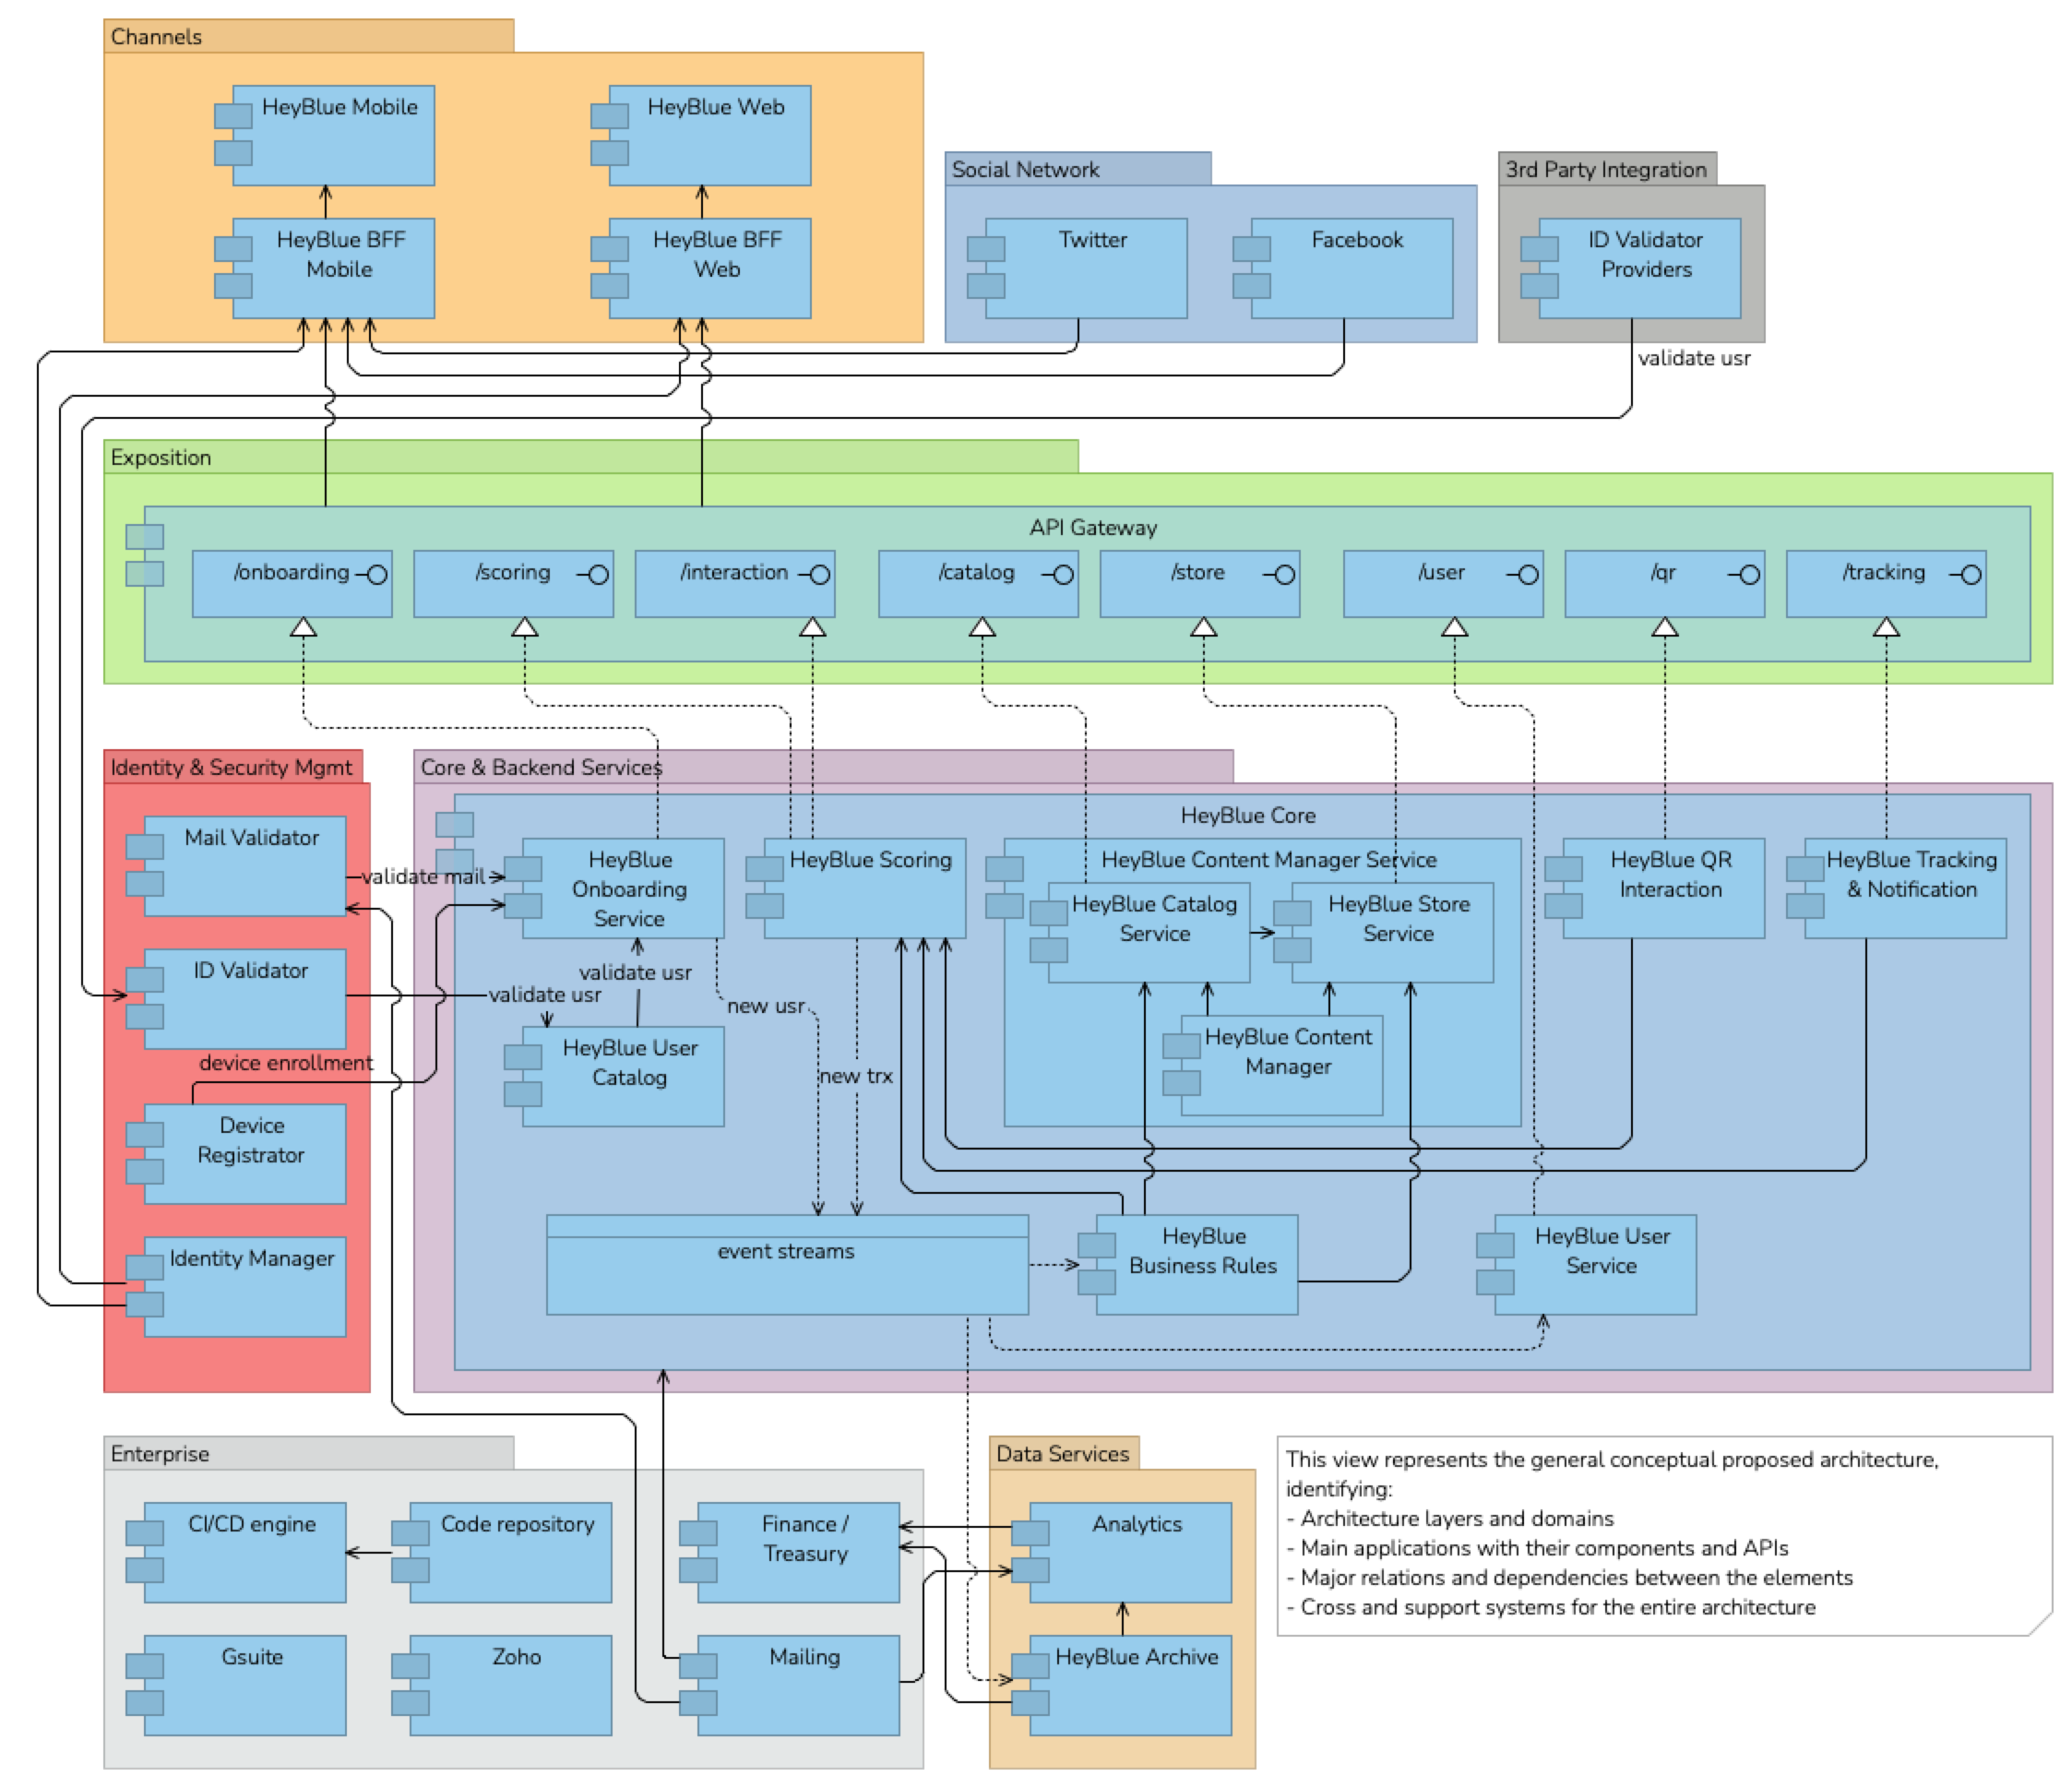 Channels
HeyBlue Mobile
HeyBlue Web
HeyBlue BFF
Mobile
HeyBlue BFF
Web
Social Network
Twitter
Facebook
3rd Party Integration
ID Validator
Providers
validate usr
Exposition
API Gateway
/onboarding
/scoring
/interaction
/catalog
/store
/user
/qr
/tracking
Identity & Security Mgmt
Mail Validator
ID Validator
device enrollment
Device
Registrator
Identity Manager
Core & Backend Services
HeyBlue Core
validate mail
HeyBlue
Onboarding
Service
HeyBlue Scoring
HeyBlue Content Manager Service
HeyBlue Catalog
Service
HeyBlue Store
Service
HeyBlue Content
Manager
HeyBlue QR
Interaction
HeyBlue Tracking
& Notification
validate usr
validate usr
new usr
HeyBlue User
Catalog
new trx
event streams
HeyBlue
Business Rules
HeyBlue User
Service
Enterprise
CI/CD engine
Code repository
Finance /
Treasury
Gsuite
Zoho
Mailing
Data Services
Analytics
HeyBlue Archive
This view represents the general conceptual proposed architecture,
identifying:
- Architecture layers and domains
- Main applications with their components and APIs
- Major relations and dependencies between the elements
- Cross and support systems for the entire architecture